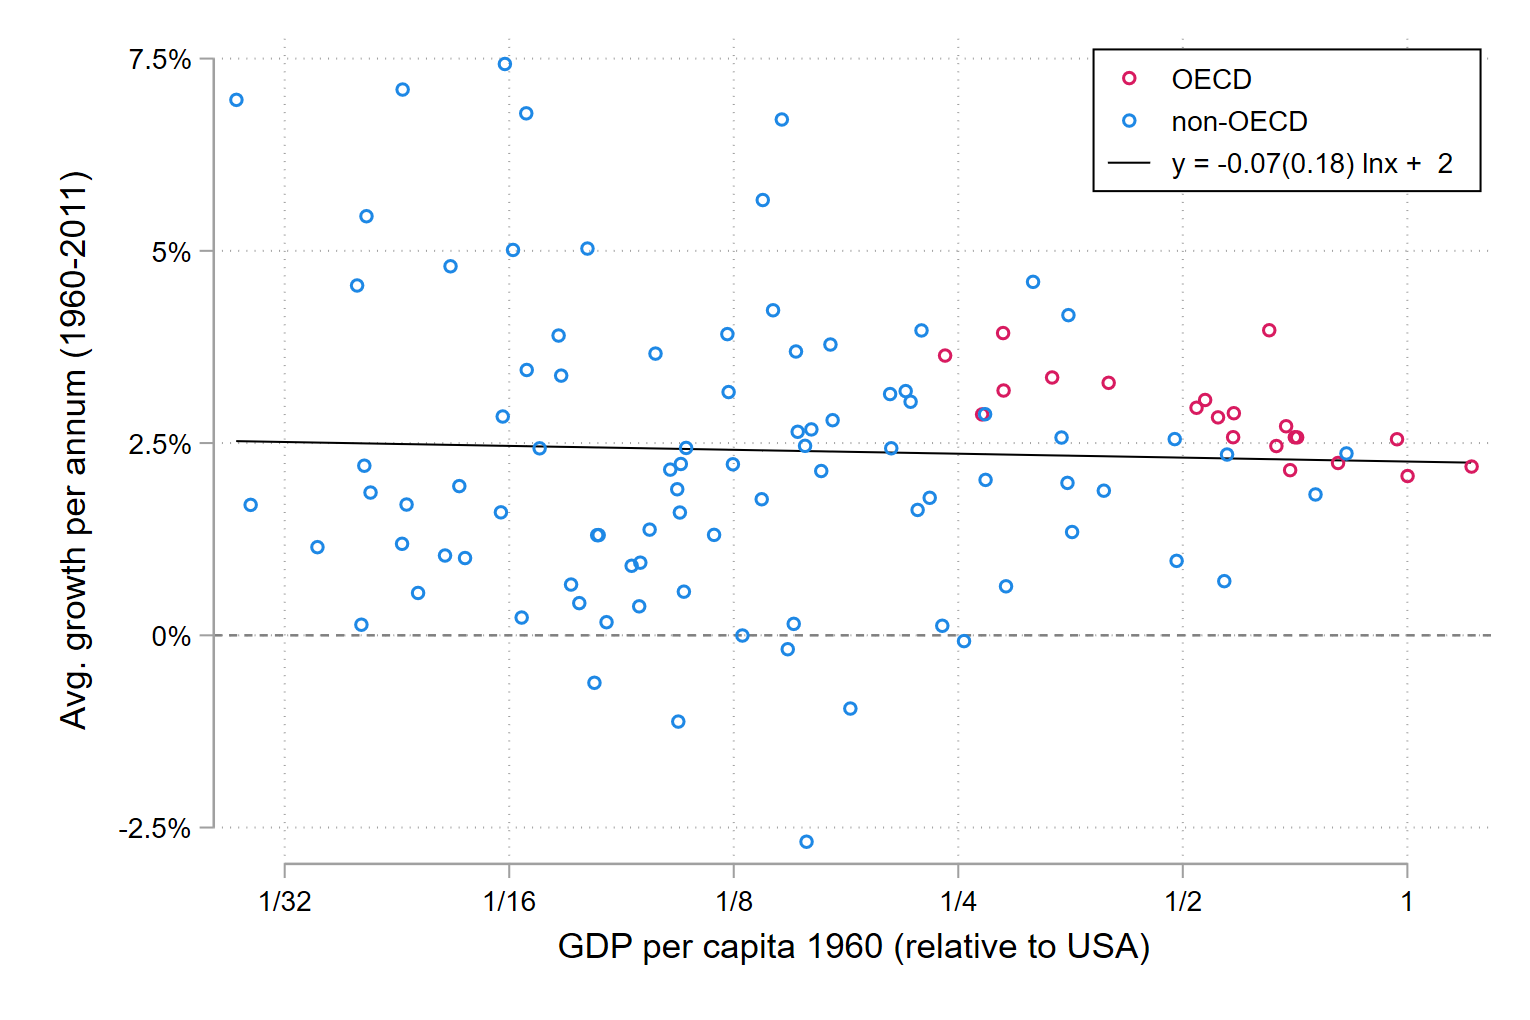 7.5%
5%
2.5%
0%
-2.5%
Avg. growth per annum (1960-2011)
OECD
non-OECD
y = -0.07(0.18) lnx +  2
1/32 1/16 1/8 1/4 1/2 1
GDP per capita 1960 (relative to USA)